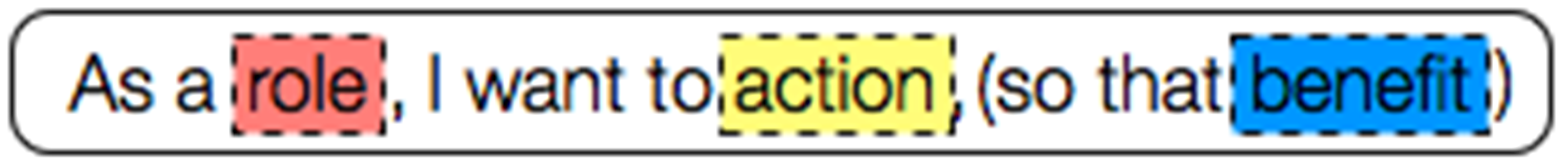 As a role, I want to action, (so that benefit)